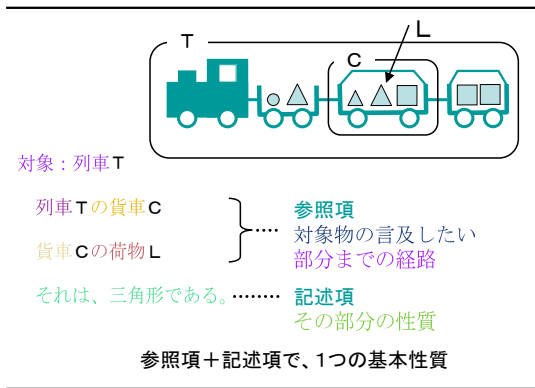 T
L
C
対象：列車T
列車Tの貨車C
貨車Cの荷物L
参照項
対象物の言及したい
部分までの経路
それは、三角形である。
記述項
その部分の性質
参照項＋記述項で、1つの基本性質